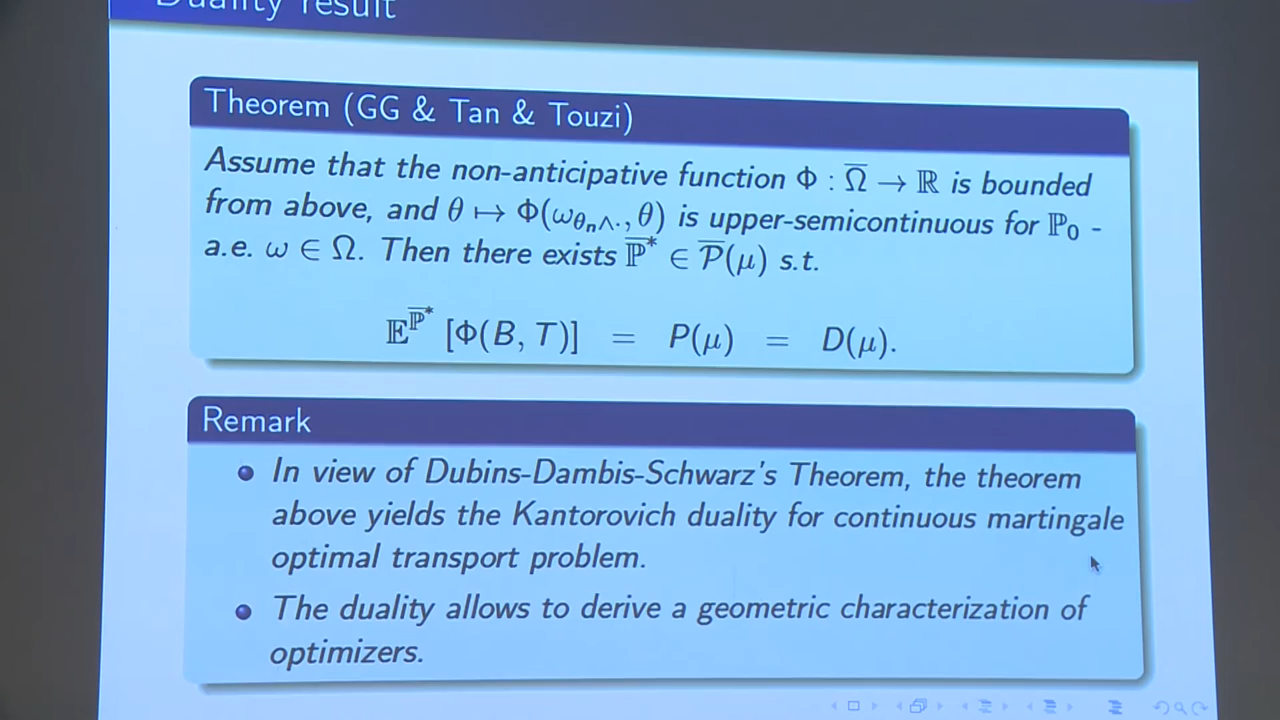 Duality result
Theorem (GG & Tan & Touzi)
Assume that the non-anticipative function Φ : Ω̅ → ℝ is bounded
from above, and θ ↦ Φ(ω_{θ_n∧·}, θ) is upper-semicontinuous for ℙ₀ -
a.e. ω ∈ Ω. Then there exists ℙ̅* ∈ 𝒫̅(μ) s.t.
𝔼^{ℙ̅*} [Φ(B, T)] = P(μ) = D(μ).
Remark
In view of Dubins-Dambis-Schwarz's Theorem, the theorem
above yields the Kantorovich duality for continuous martingale
optimal transport problem.
The duality allows to derive a geometric characterization of
optimizers.